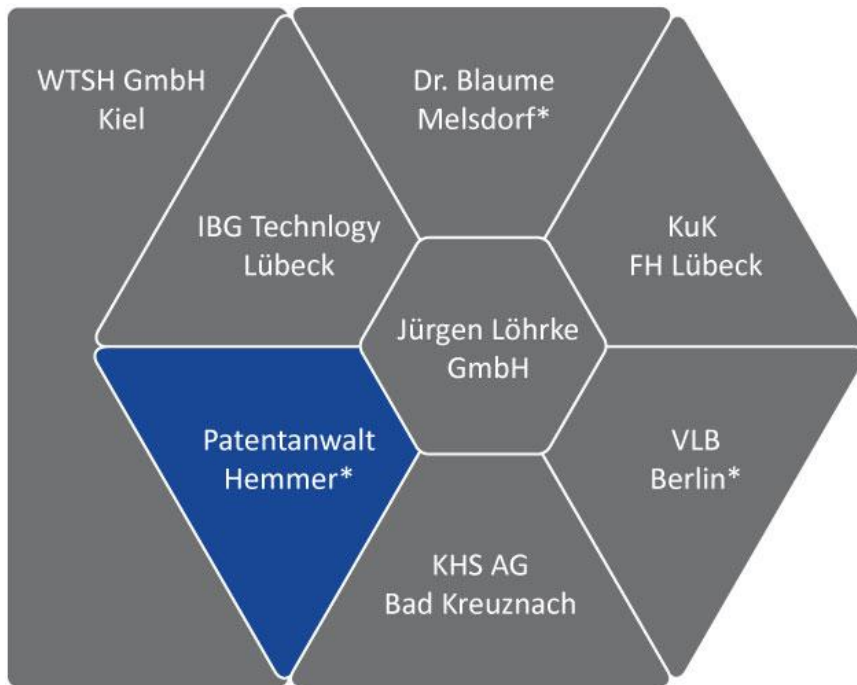 WTSH GmbH
Kiel
Dr. Blaume
Melsdorf*
IBG Technlogy
Lübeck
KuK
FH Lübeck
Jürgen Löhrke
GmbH
Patentanwalt
Hemmer*
VLB
Berlin*
KHS AG
Bad Kreuznach